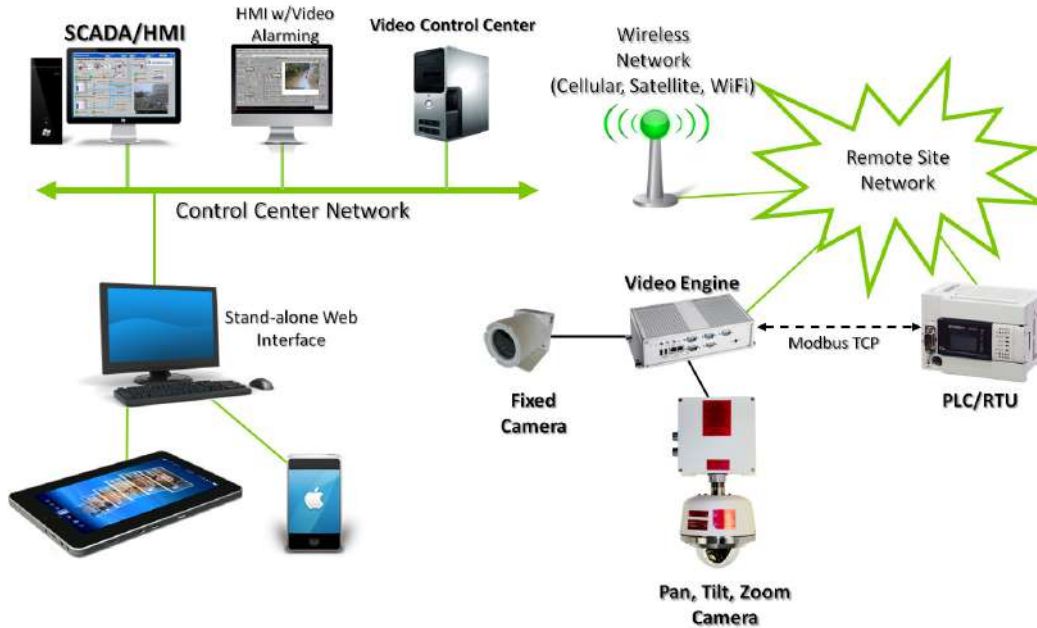 SCADA/HMI
HMI w/Video
Alarming
Video Control Center
Wireless
Network
(Cellular, Satellite, WiFi)
Remote Site
Network
Control Center Network
Stand-alone Web
Interface
Video Engine
Modbus TCP
Fixed
Camera
PLC/RTU
Pan, Tilt, Zoom
Camera